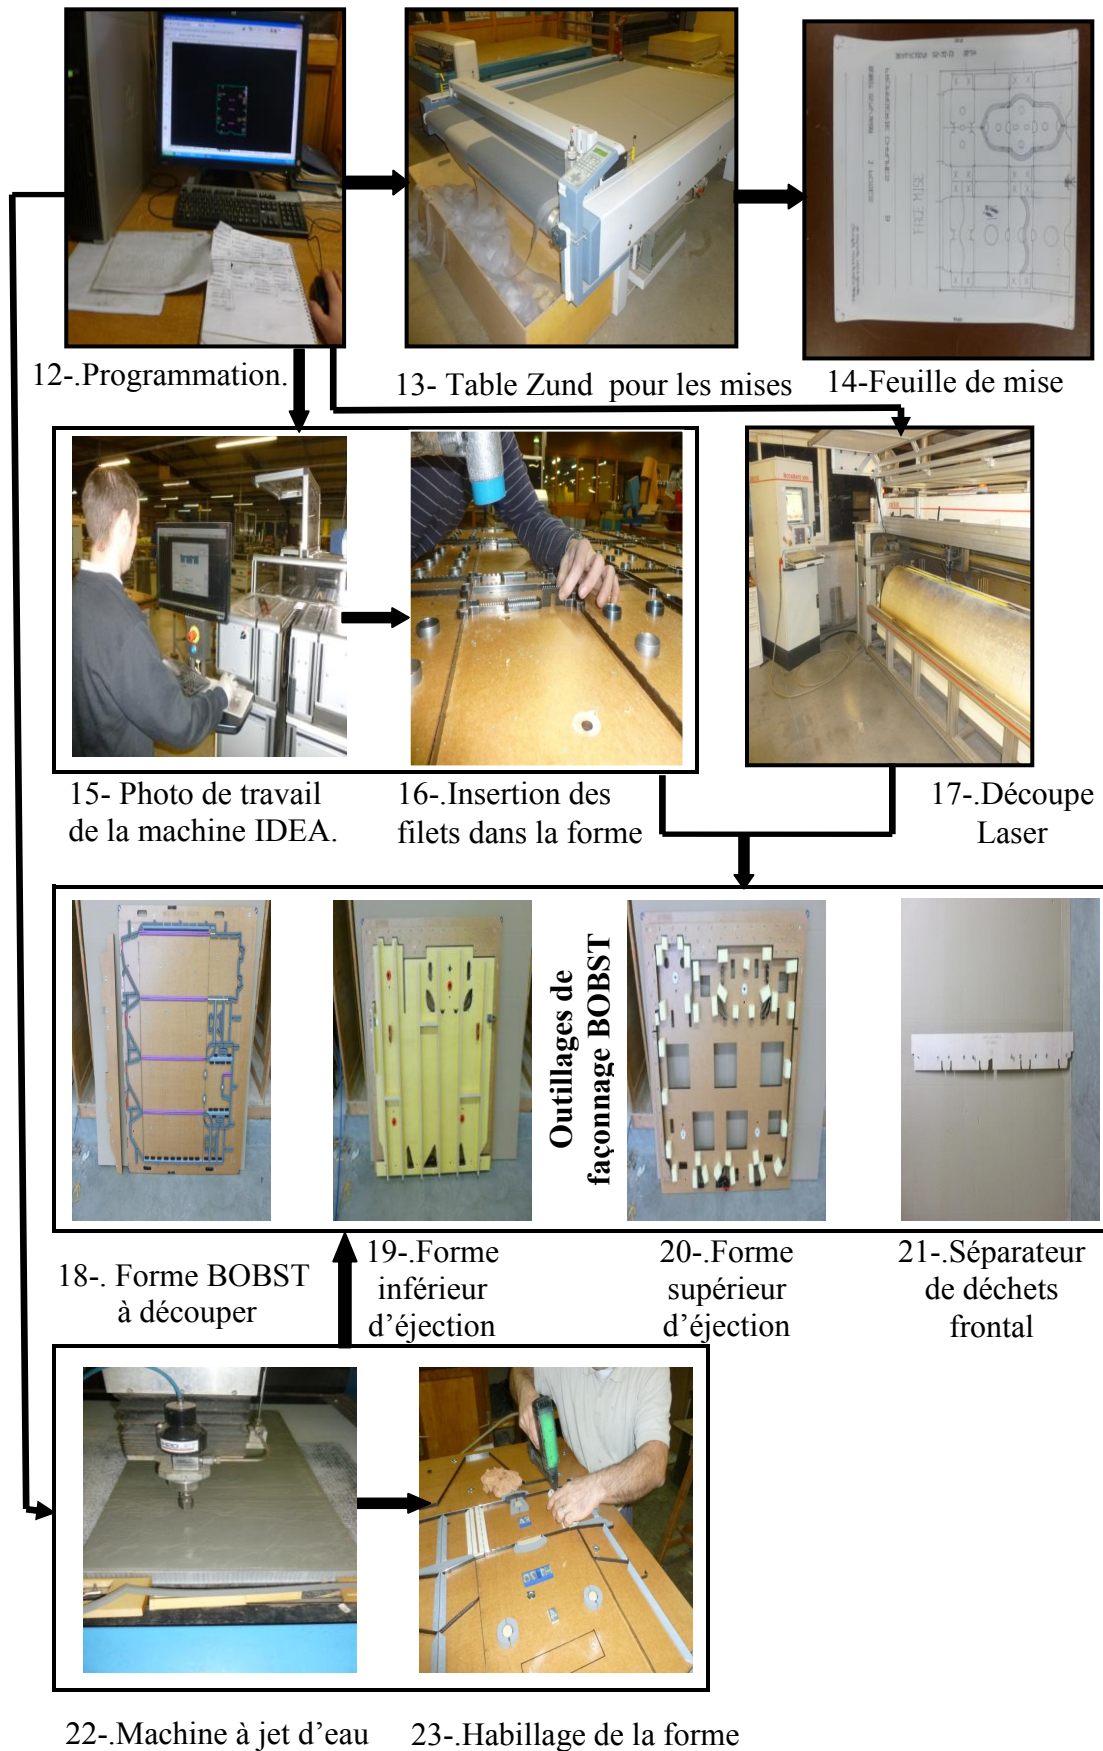 12-.Programmation.
13- Table Zund pour les mises
14-Feuille de mise
FACE MISE
15- Photo de travail
de la machine IDEA.
16-.Insertion des
filets dans la forme
17-.Découpe
Laser
Outillages de
façonnage BOBST
18-. Forme BOBST
à découper
19-.Forme
inférieur
d’éjection
20-.Forme
supérieur
d’éjection
21-.Séparateur
de déchets
frontal
22-.Machine à jet d’eau
23-.Habillage de la forme